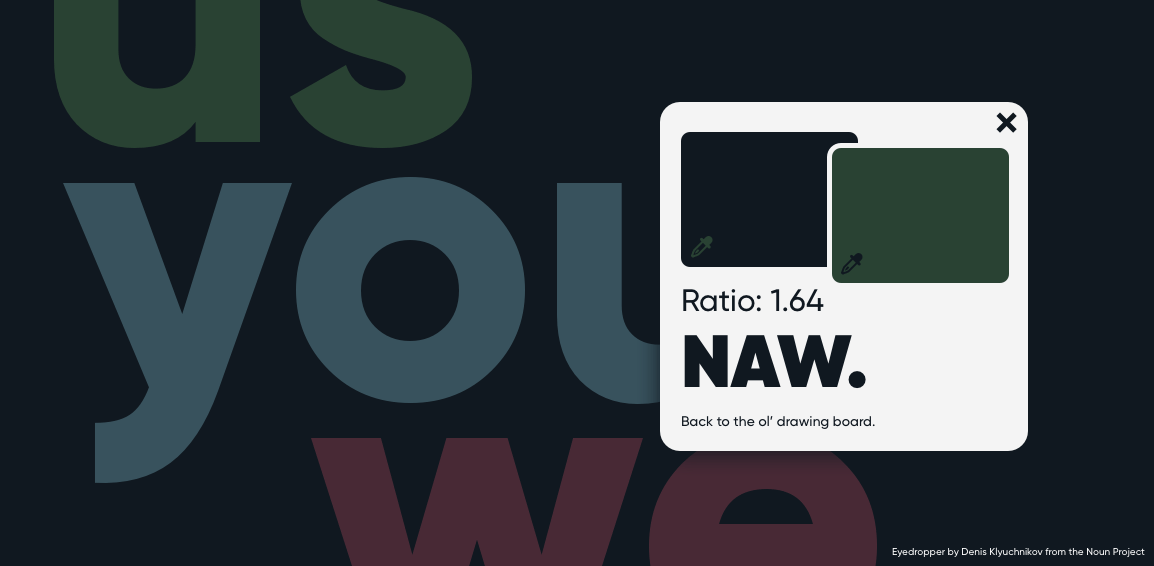 us
you
we
Ratio: 1.64
NAW.
Back to the ol’ drawing board.
Eyedropper by Denis Klyuchnikov from the Noun Project